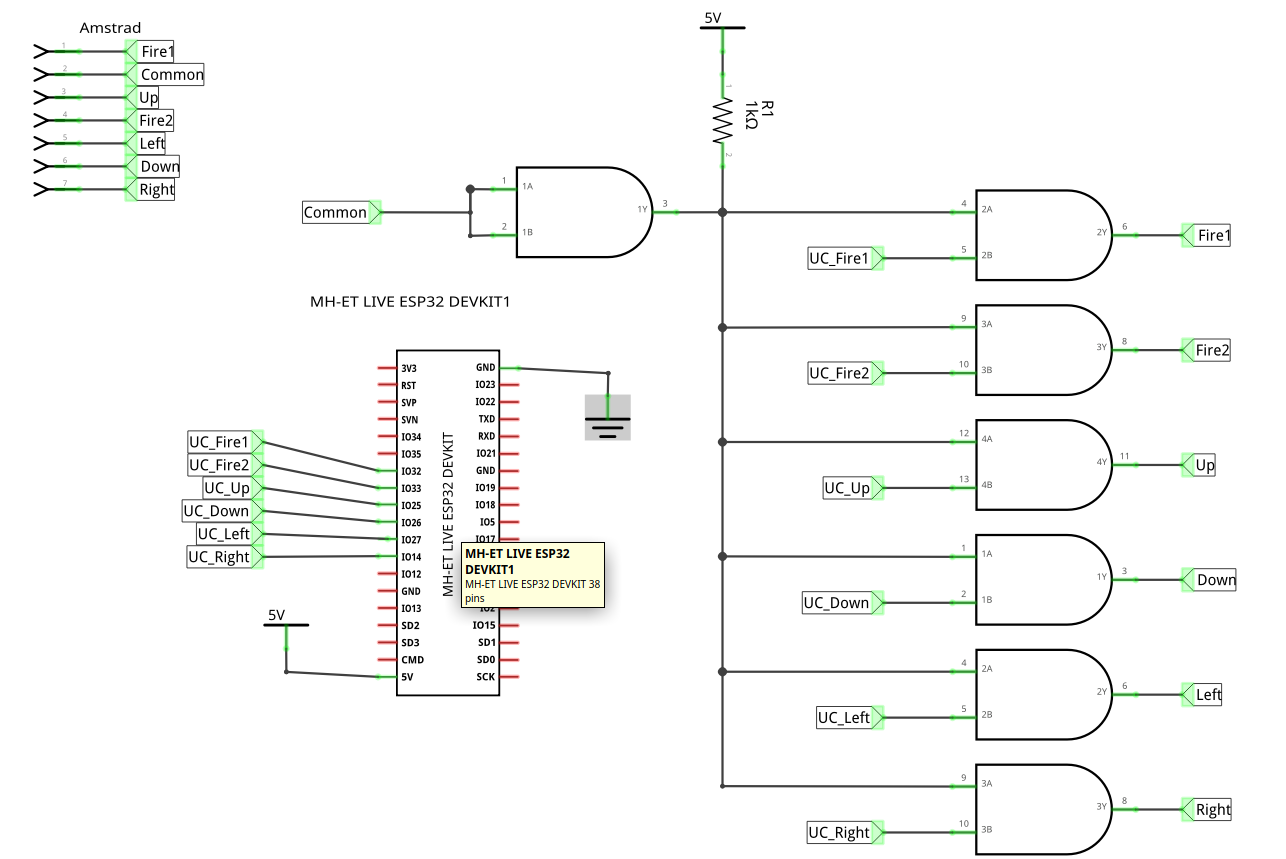 Amstrad
1 Fire1
2 Common
3 Up
4 Fire2
5 Left
6 Down
7 Right
5V
1
R1
1kΩ
2
Common
1 1A
2 1B
1Y 3
4 2A
UC_Fire1 5 2B
2Y 6 Fire1
9 3A
UC_Fire2 10 3B
3Y 8 Fire2
12 4A
UC_Up 13 4B
4Y 11 Up
1 1A
UC_Down 2 1B
1Y 3 Down
4 2A
UC_Left 5 2B
2Y 6 Left
9 3A
UC_Right 10 3B
3Y 8 Right
MH-ET LIVE ESP32 DEVKIT1
UC_Fire1
UC_Fire2
UC_Up
UC_Down
UC_Left
UC_Right
5V
3V3
RST
SVP
SVN
IO34
IO35
IO32
IO33
IO25
IO26
IO27
IO14
IO12
GND
IO13
SD2
SD3
CMD
5V
MH-ET LIVE ESP32 DEVKIT
GND
IO23
IO22
TXD
RXD
IO21
GND
IO19
IO18
IO5
IO17
IO2
IO15
SD1
SD0
SCK
MH-ET LIVE ESP32
DEVKIT1
MH-ET LIVE ESP32 DEVKIT 38
pins